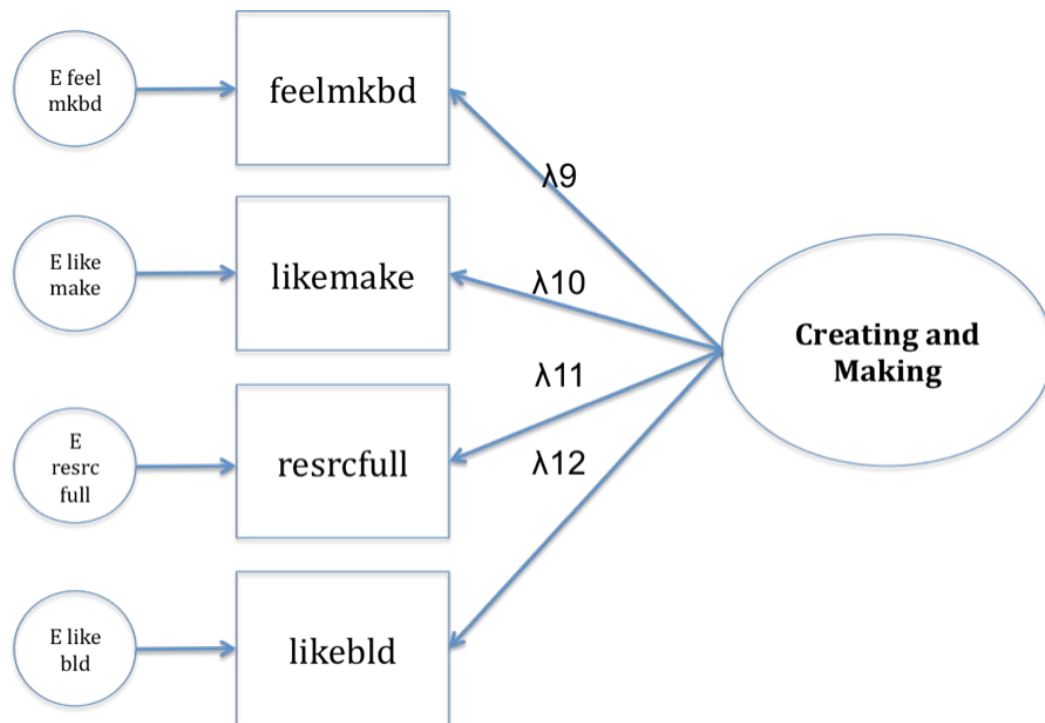 E feel
mkbd
feelmkbd
λ9
E like
make
likemake
λ10
Creating and
Making
λ11
E
resrc
full
resrcfull
λ12
E like
bld
likebld